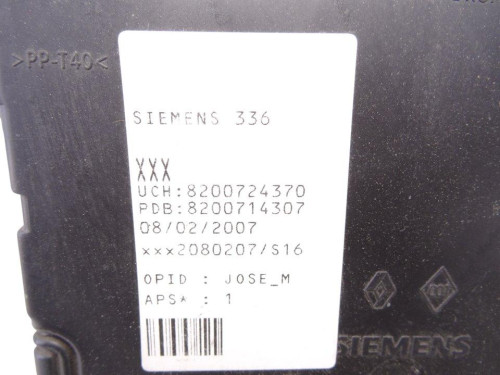 >PP-T40<
SIEMENS 336
XXX
UCH:8200724370
PDB:8200714307
08/02/2007
xxx2080207/S16
OPID : JOSE_M
APS* : 1
SIEMENS